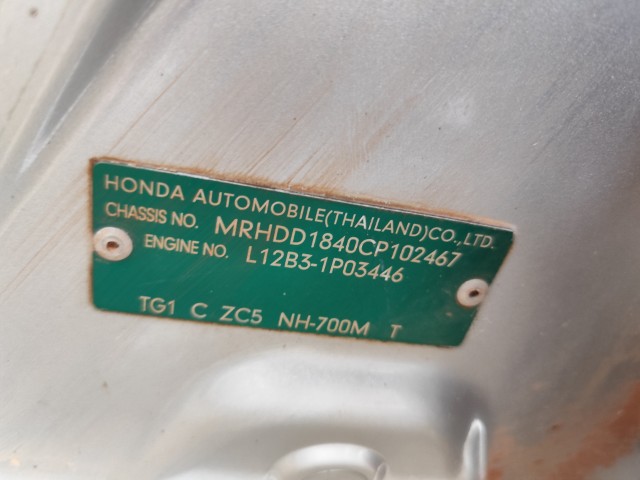 HONDA AUTOMOBILE(THAILAND)CO.,LTD.
CHASSIS NO. MRHDD1840CP102467
ENGINE NO. L12B3-1P03446
TG1 C ZC5 NH-700M T